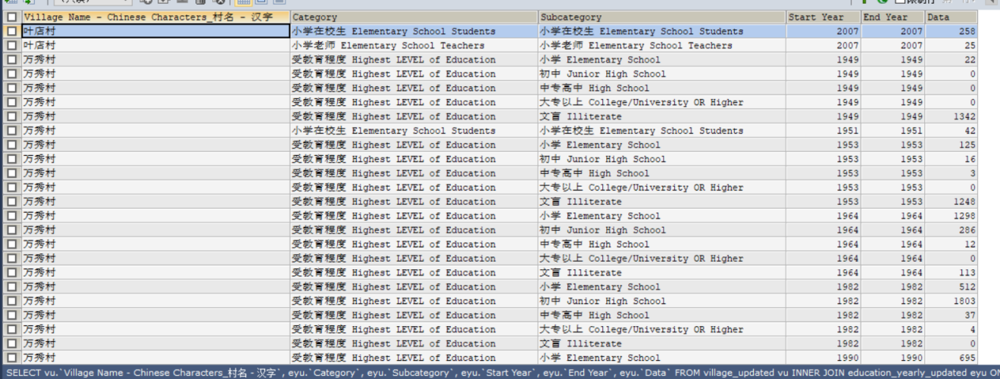 Village Name - Chinese Characters_村名 - 汉字 Category Subcategory Start Year End Year Data
叶店村 小学在校生 Elementary School Students 小学在校生 Elementary School Students 2007 2007 258
叶店村 小学老师 Elementary School Teachers 小学老师 Elementary School Teachers 2007 2007 25
万秀村 受教育程度 Highest LEVEL of Education 小学 Elementary School 1949 1949 22
万秀村 受教育程度 Highest LEVEL of Education 初中 Junior High School 1949 1949 0
万秀村 受教育程度 Highest LEVEL of Education 中专高中 High School 1949 1949 0
万秀村 受教育程度 Highest LEVEL of Education 大专以上 College/University OR Higher 1949 1949 0
万秀村 受教育程度 Highest LEVEL of Education 文盲 Illiterate 1949 1949 1342
万秀村 小学在校生 Elementary School Students 小学在校生 Elementary School Students 1951 1951 42
万秀村 受教育程度 Highest LEVEL of Education 小学 Elementary School 1953 1953 125
万秀村 受教育程度 Highest LEVEL of Education 初中 Junior High School 1953 1953 16
万秀村 受教育程度 Highest LEVEL of Education 中专高中 High School 1953 1953 3
万秀村 受教育程度 Highest LEVEL of Education 大专以上 College/University OR Higher 1953 1953 0
万秀村 受教育程度 Highest LEVEL of Education 文盲 Illiterate 1953 1953 1248
万秀村 受教育程度 Highest LEVEL of Education 小学 Elementary School 1964 1964 1298
万秀村 受教育程度 Highest LEVEL of Education 初中 Junior High School 1964 1964 286
万秀村 受教育程度 Highest LEVEL of Education 中专高中 High School 1964 1964 12
万秀村 受教育程度 Highest LEVEL of Education 大专以上 College/University OR Higher 1964 1964 0
万秀村 受教育程度 Highest LEVEL of Education 文盲 Illiterate 1964 1964 113
万秀村 受教育程度 Highest LEVEL of Education 小学 Elementary School 1982 1982 512
万秀村 受教育程度 Highest LEVEL of Education 初中 Junior High School 1982 1982 1803
万秀村 受教育程度 Highest LEVEL of Education 中专高中 High School 1982 1982 37
万秀村 受教育程度 Highest LEVEL of Education 大专以上 College/University OR Higher 1982 1982 4
万秀村 受教育程度 Highest LEVEL of Education 文盲 Illiterate 1982 1982 0
万秀村 受教育程度 Highest LEVEL of Education 小学 Elementary School 1990 1990 695
SELECT vu.`Village Name - Chinese Characters_村名 - 汉字`, eyu.`Category`, eyu.`Subcategory`, eyu.`Start Year`, eyu.`End Year`, eyu.`Data` FROM village_updated vu INNER JOIN education_yearly_updated eyu ON